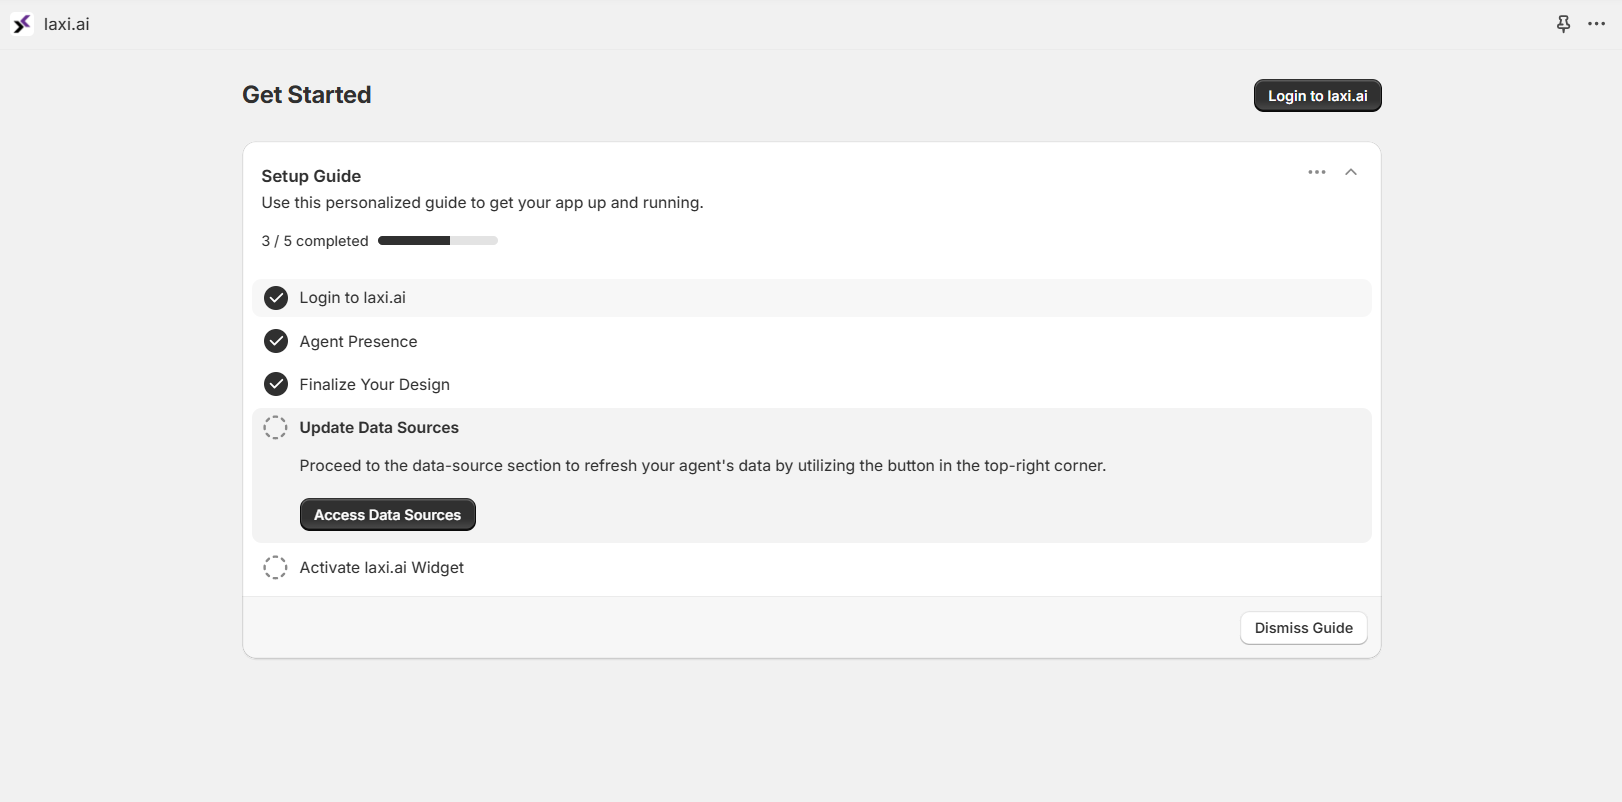 laxi.ai
Get Started
Login to laxi.ai
Setup Guide
Use this personalized guide to get your app up and running.
3 / 5 completed
Login to laxi.ai
Agent Presence
Finalize Your Design
Update Data Sources
Proceed to the data-source section to refresh your agent's data by utilizing the button in the top-right corner.
Access Data Sources
Activate laxi.ai Widget
Dismiss Guide